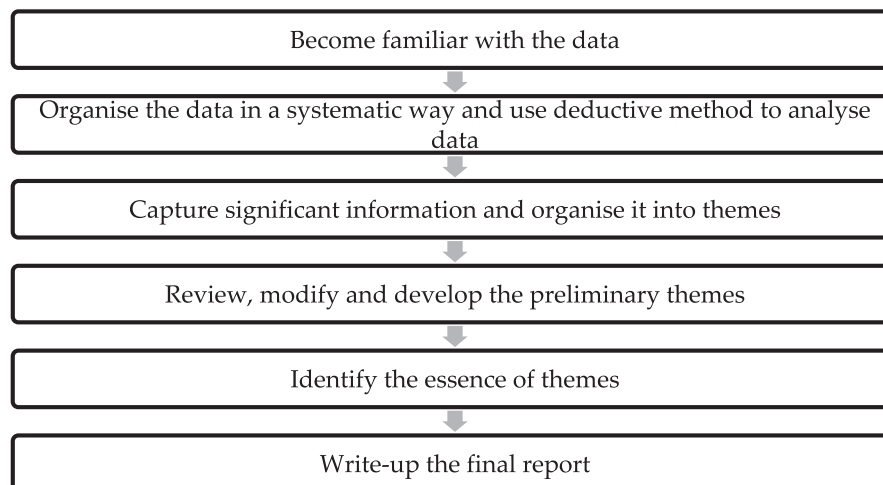 Become familiar with the data
Organise the data in a systematic way and use deductive method to analyse
data
Capture significant information and organise it into themes
Review, modify and develop the preliminary themes
Identify the essence of themes
Write-up the final report